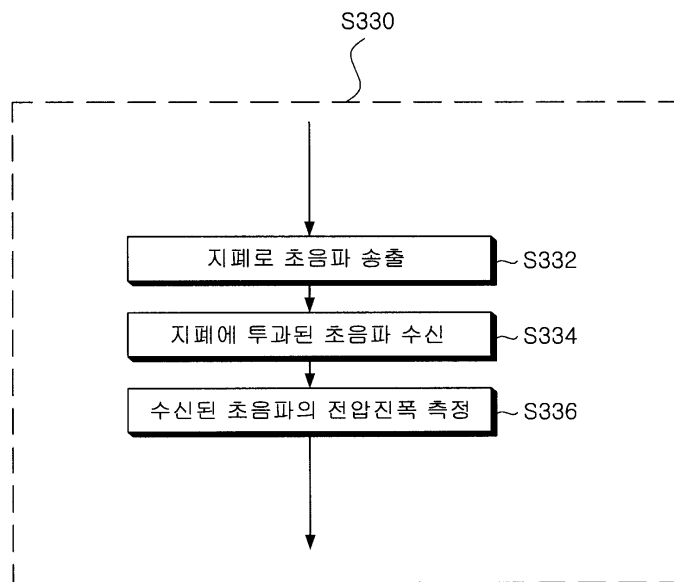 S330
지폐로 초음파 송출
S332
지폐에 투과된 초음파 수신
S334
수신된 초음파의 전압진폭 측정
S336